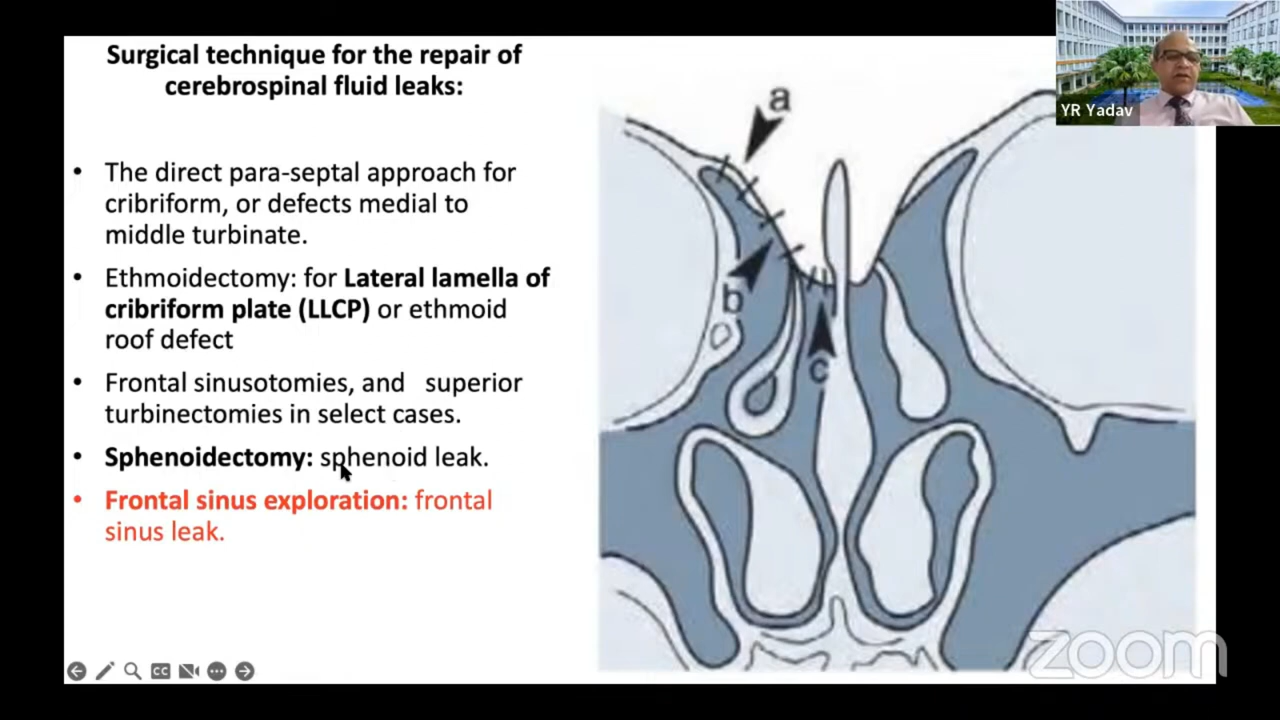 Surgical technique for the repair of
cerebrospinal fluid leaks:
• The direct para-septal approach for
cribriform, or defects medial to
middle turbinate.
• Ethmoidectomy: for Lateral lamella of
cribriform plate (LLCP) or ethmoid
roof defect
• Frontal sinusotomies, and superior
turbinectomies in select cases.
• Sphenoidectomy: sphenoid leak.
• Frontal sinus exploration: frontal
sinus leak.
a
b
c
YR Yadav
CC
zoom